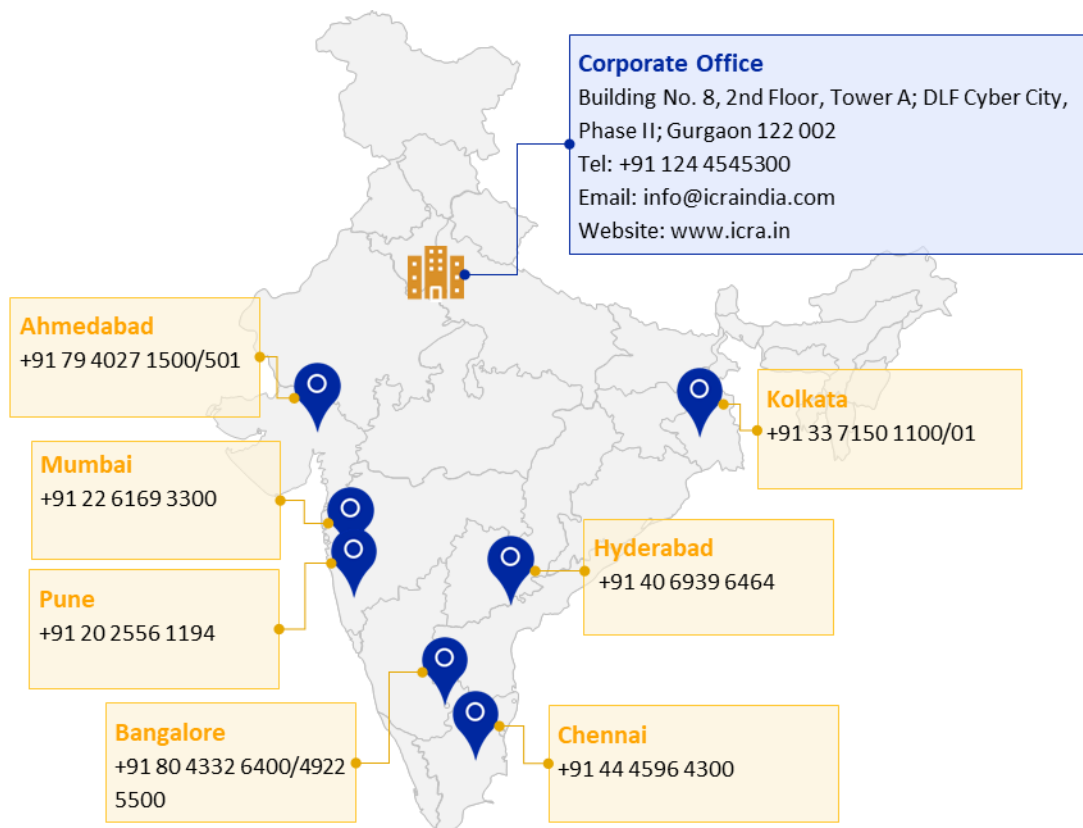 Corporate Office
Building No. 8, 2nd Floor, Tower A; DLF Cyber City,
Phase II; Gurgaon 122 002
Tel: +91 124 4545300
Email: info@icraindia.com
Website: www.icra.in
Ahmedabad
+91 79 4027 1500/501
Kolkata
+91 33 7150 1100/01
Mumbai
+91 22 6169 3300
Hyderabad
+91 40 6939 6464
Pune
+91 20 2556 1194
Bangalore
+91 80 4332 6400/4922
5500
Chennai
+91 44 4596 4300